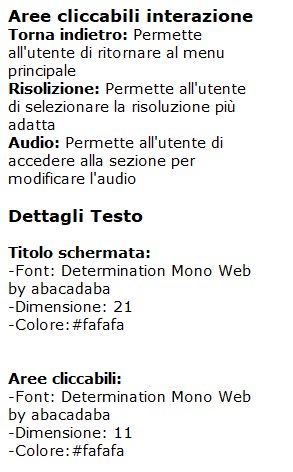 Aree cliccabili interazione
Torna indietro: Permette
all'utente di ritornare al menu
principale
Risolizione: Permette all'utente
di selezionare la risoluzione più
adatta
Audio: Permette all'utente di
accedere alla sezione per
modificare l'audio
Dettagli Testo
Titolo schermata:
-Font: Determination Mono Web
by abacadaba
-Dimensione: 21
-Colore:#fafafa
Aree cliccabili:
-Font: Determination Mono Web
by abacadaba
-Dimensione: 11
-Colore:#fafafa